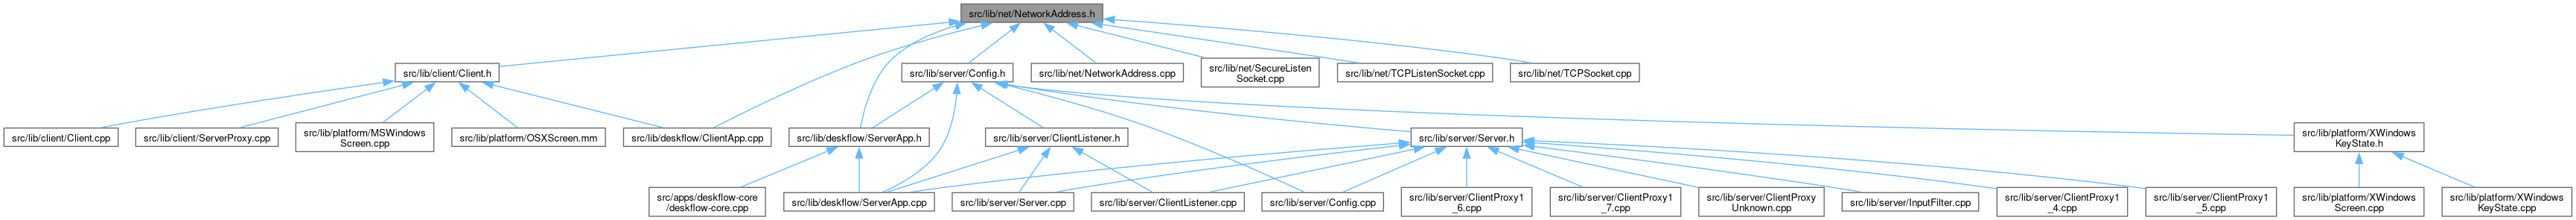 src/lib/net/NetworkAddress.h
src/lib/client/Client.h
src/lib/server/Config.h
src/lib/net/NetworkAddress.cpp
src/lib/net/SecureListen
Socket.cpp
src/lib/net/TCPListenSocket.cpp
src/lib/net/TCPSocket.cpp
src/lib/client/Client.cpp
src/lib/client/ServerProxy.cpp
src/lib/platform/MSWindows
Screen.cpp
src/lib/platform/OSXScreen.mm
src/lib/deskflow/ClientApp.cpp
src/lib/deskflow/ServerApp.h
src/lib/server/ClientListener.h
src/lib/server/Server.h
src/lib/platform/XWindows
KeyState.h
src/apps/deskflow-core
/deskflow-core.cpp
src/lib/deskflow/ServerApp.cpp
src/lib/server/Server.cpp
src/lib/server/ClientListener.cpp
src/lib/server/Config.cpp
src/lib/server/ClientProxy1
_6.cpp
src/lib/server/ClientProxy1
_7.cpp
src/lib/server/ClientProxy
Unknown.cpp
src/lib/server/InputFilter.cpp
src/lib/server/ClientProxy1
_4.cpp
src/lib/server/ClientProxy1
_5.cpp
src/lib/platform/XWindows
Screen.cpp
src/lib/platform/XWindows
KeyState.cpp